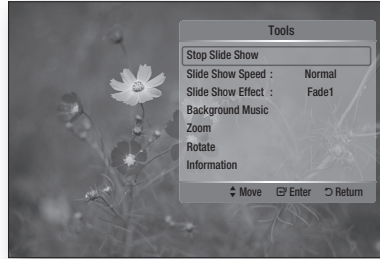 Tools
Stop Slide Show
Slide Show Speed : Normal
Slide Show Effect : Fade1
Background Music
Zoom
Rotate
Information
Move Enter Return